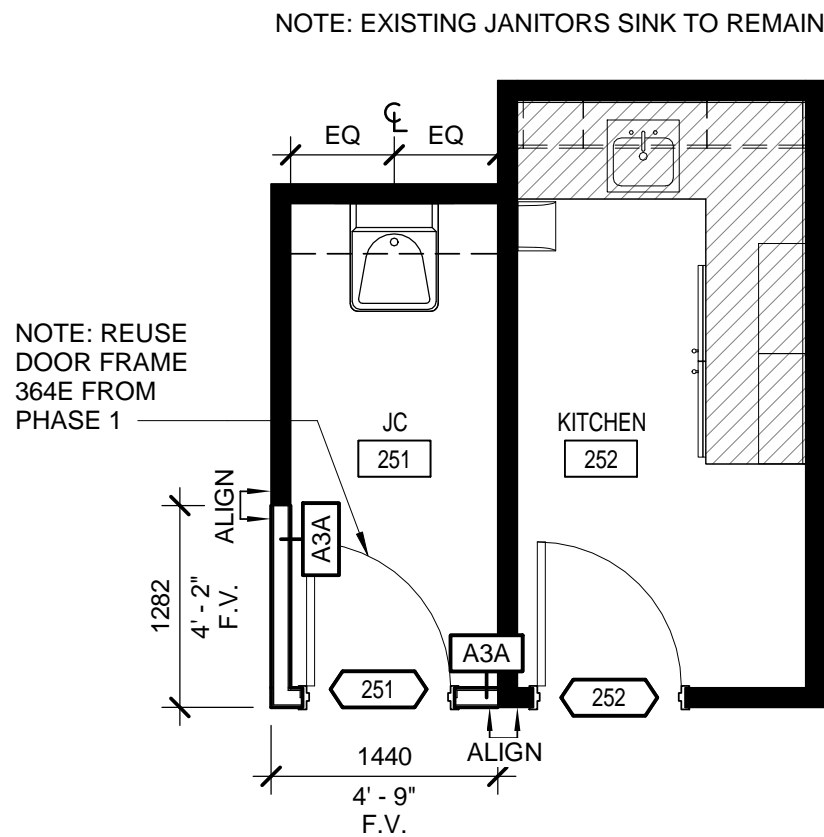 NOTE: EXISTING JANITORS SINK TO REMAIN
EQ
CL
EQ
NOTE: REUSE
DOOR FRAME
364E FROM
PHASE 1
JC
251
KITCHEN
252
ALIGN
A3A
1282
4' - 2"
F.V.
A3A
251
252
ALIGN
1440
4' - 9"
F.V.